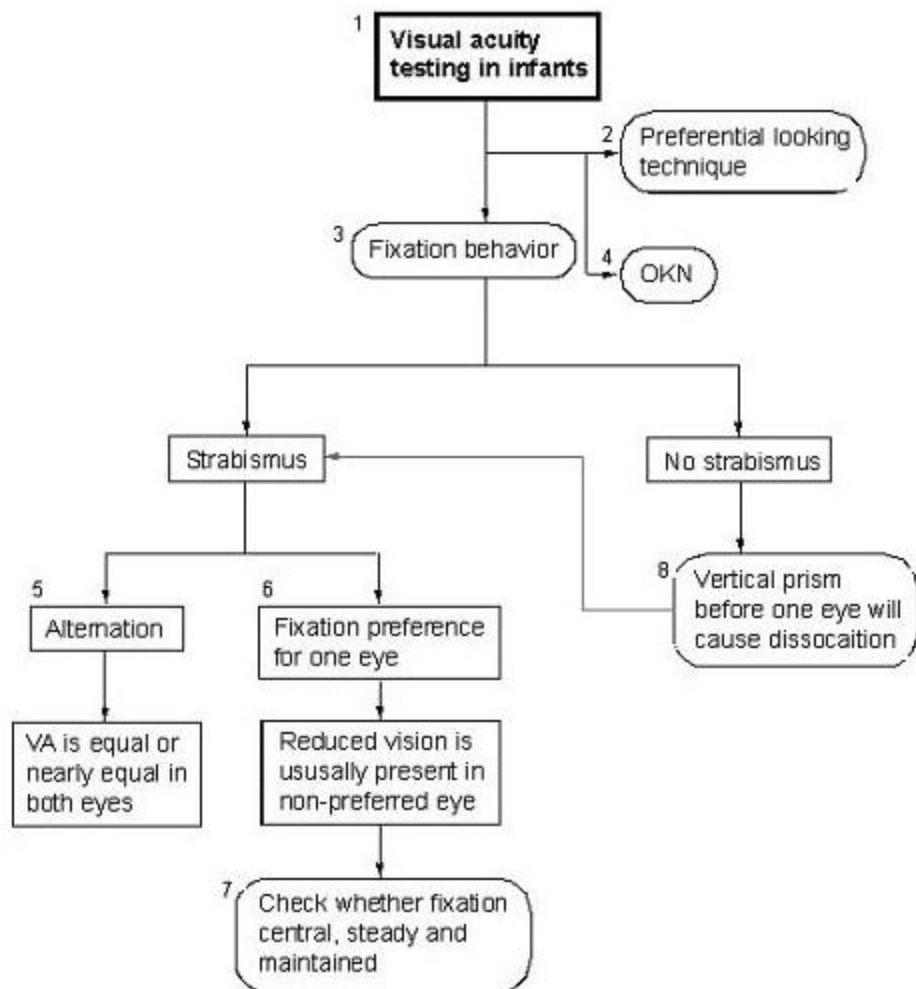 1
Visual acuity
testing in infants
2
Preferential looking
technique
3
Fixation behavior
4
OKN
Strabismus
No strabismus
5
Alternation
6
Fixation preference
for one eye
8
Vertical prism
before one eye will
cause dissocaition
VA is equal or
nearly equal in
both eyes
Reduced vision is
ususally present in
non-preferred eye
7
Check whether fixation
central, steady and
maintained